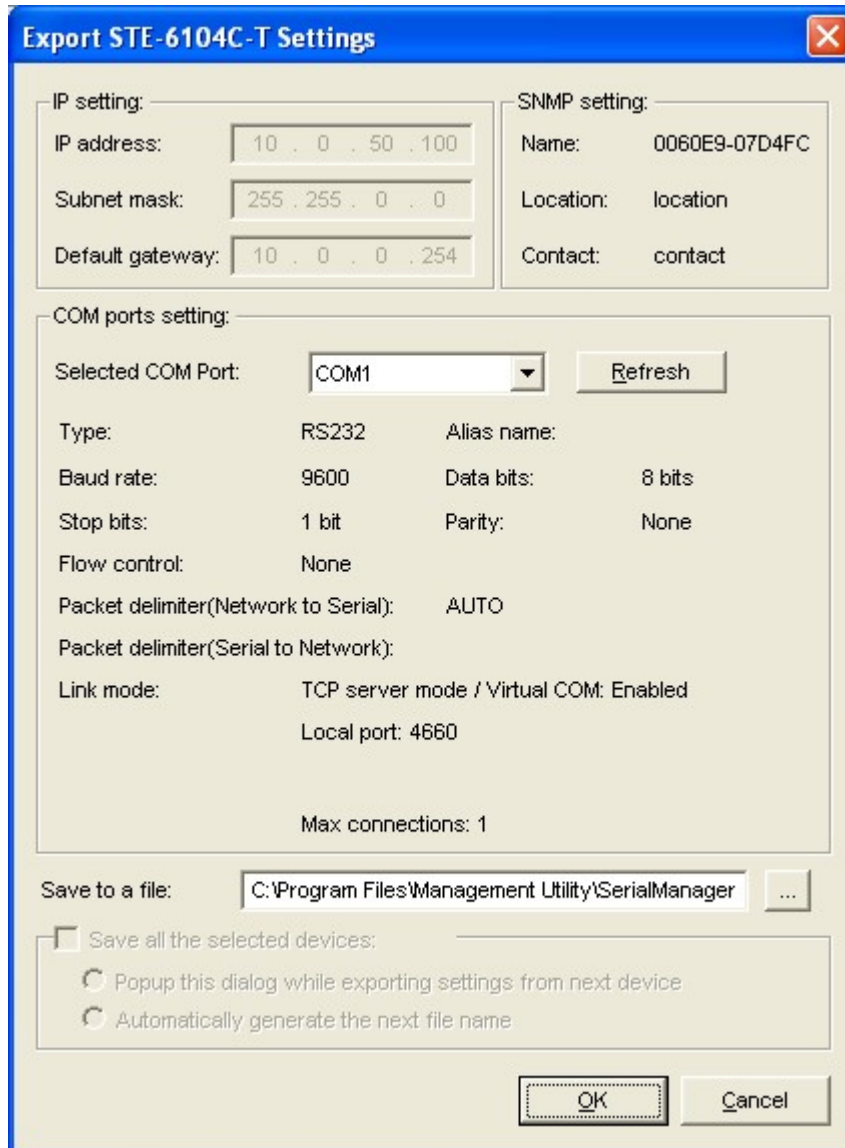 Export STE-6104C-T Settings
IP setting:
IP address: 10 . 0 . 50 . 100
Subnet mask: 255 . 255 . 0 . 0
Default gateway: 10 . 0 . 0 . 254
SNMP setting:
Name: 0060E9-07D4FC
Location: location
Contact: contact
COM ports setting:
Selected COM Port: COM1 Refresh
Type: RS232 Alias name:
Baud rate: 9600 Data bits: 8 bits
Stop bits: 1 bit Parity: None
Flow control: None
Packet delimiter(Network to Serial): AUTO
Packet delimiter(Serial to Network):
Link mode: TCP server mode / Virtual COM: Enabled
Local port: 4660
Max connections: 1
Save to a file: C:\Program Files\Management Utility\SerialManager ...
Save all the selected devices:
Popup this dialog while exporting settings from next device
Automatically generate the next file name
OK Cancel